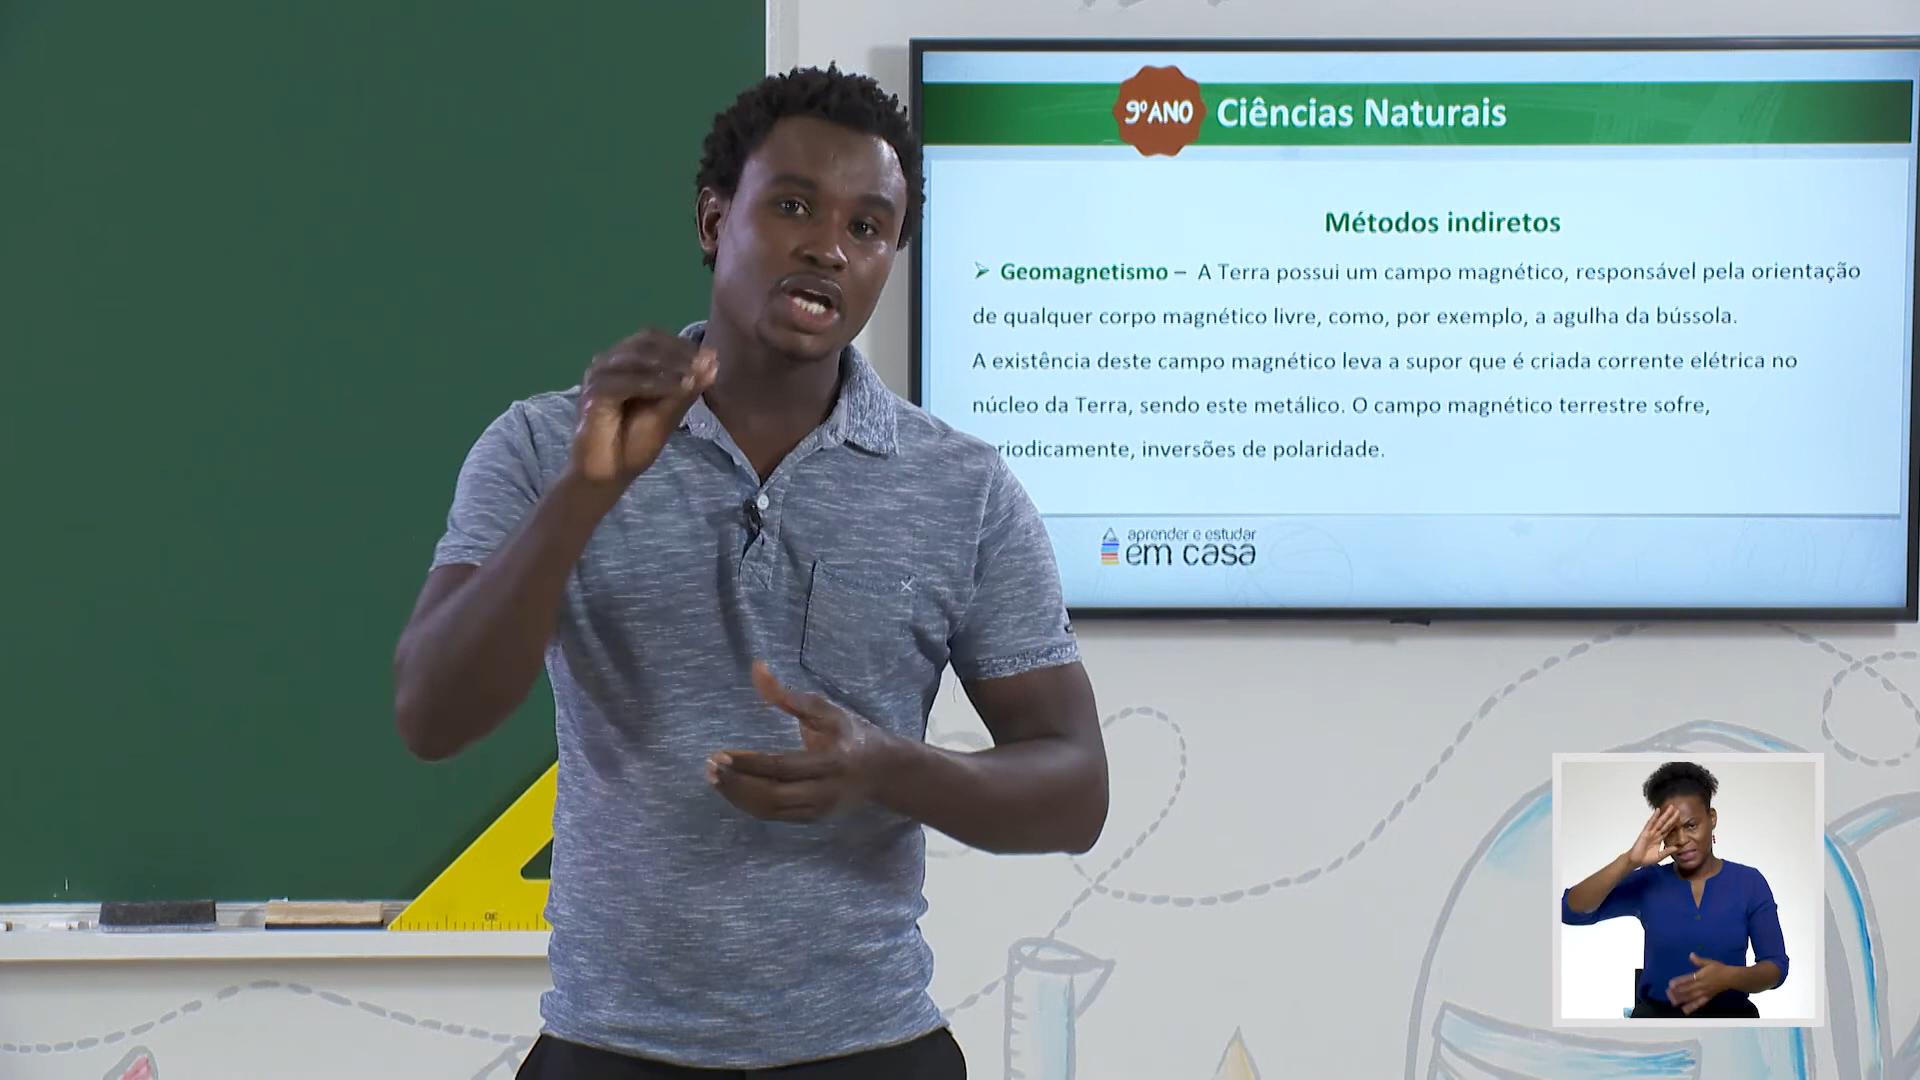 9º ANO Ciências Naturais
Métodos indiretos
Geomagnetismo – A Terra possui um campo magnético, responsável pela orientação
de qualquer corpo magnético livre, como, por exemplo, a agulha da bússola.
A existência deste campo magnético leva a supor que é criada corrente elétrica no
núcleo da Terra, sendo este metálico. O campo magnético terrestre sofre,
riodicamente, inversões de polaridade.
aprender e estudar
em casa